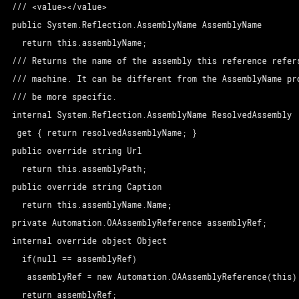 /// <value></value>
public System.Reflection.AssemblyName AssemblyName
return this.assemblyName;
/// Returns the name of the assembly this reference refers
/// machine. It can be different from the AssemblyName pro
/// be more specific.
internal System.Reflection.AssemblyName ResolvedAssembly
get { return resolvedAssemblyName; }
public override string Url
return this.assemblyPath;
public override string Caption
return this.assemblyName.Name;
private Automation.OAAssemblyReference assemblyRef;
internal override object Object
if(null == assemblyRef)
assemblyRef = new Automation.OAAssemblyReference(this)
return assemblyRef;